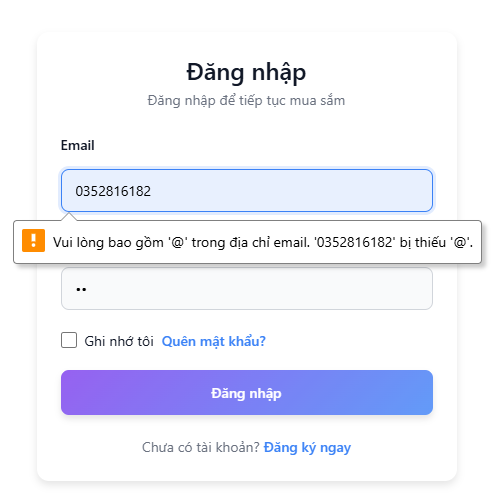 Đăng nhập
Đăng nhập để tiếp tục mua sắm
Email
0352816182
Vui lòng bao gồm '@' trong địa chỉ email. '0352816182' bị thiếu '@'.
••
Ghi nhớ tôi Quên mật khẩu?
Đăng nhập
Chưa có tài khoản? Đăng ký ngay